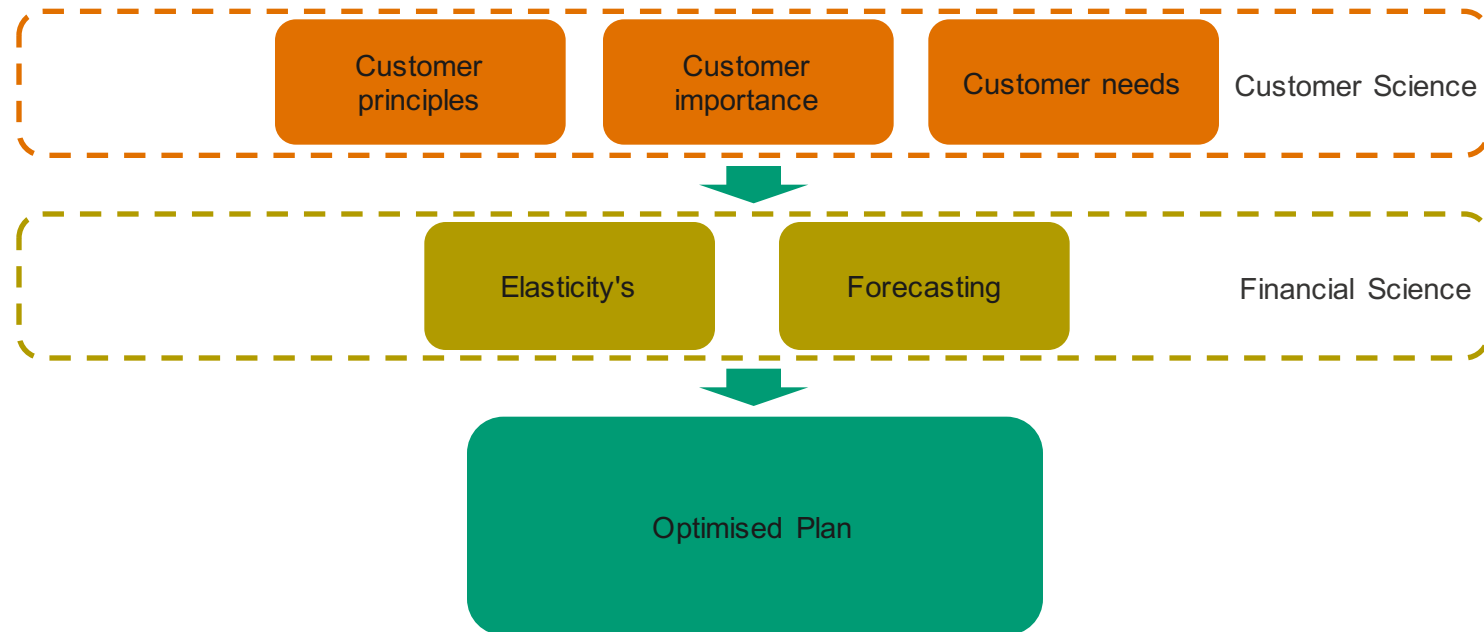 Customer
principles
Customer
importance
Customer needs
Customer Science
Elasticity's
Forecasting
Financial Science
Optimised Plan